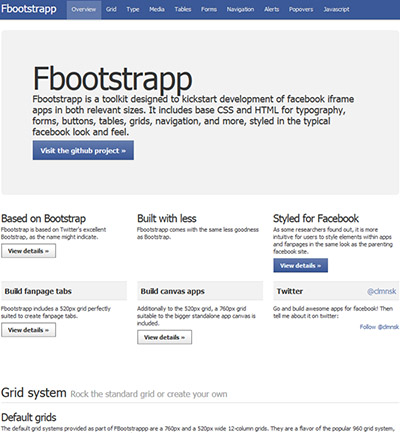 Fbootstrapp Overview Grid Type Media Tables Forms Navigation Alerts Popovers Javascript
Fbootstrapp
Fbootstrapp is a toolkit designed to kickstart development of facebook iframe
apps in both relevant sizes. It includes base CSS and HTML for typography,
forms, buttons, tables, grids, navigation, and more, styled in the typical
facebook look and feel.
Visit the github project »
Based on Bootstrap
Fbootstrap is based on Twitter's excellent
Bootstrap, as the name might indicate.
View details »
Built with less
Fbootstrapp comes with the same less goodness
as Bootstrap.
Styled for Facebook
As some researchers found out, it is more
intuitive for users to style elements within apps
and fanpages in the same look as the parenting
facebook site.
View details »
Build fanpage tabs
Fbootstrapp includes a 520px grid perfectly
suited to create fanpage tabs.
View details »
Build canvas apps
Additionally to the 520px grid, a 760px grid
suitable to the bigger standalone app canvas is
included.
View details »
Twitter @clmnsk
Go and build awesome apps for facebook! Then
tell me about it on twitter:
Follow @clmnsk
Grid system Rock the standard grid or create your own
Default grids
The default grid systems provided as part of FBootstrapp are a 760px and a 520px wide 12-column grids. They are a flavor of the popular 960 grid system,